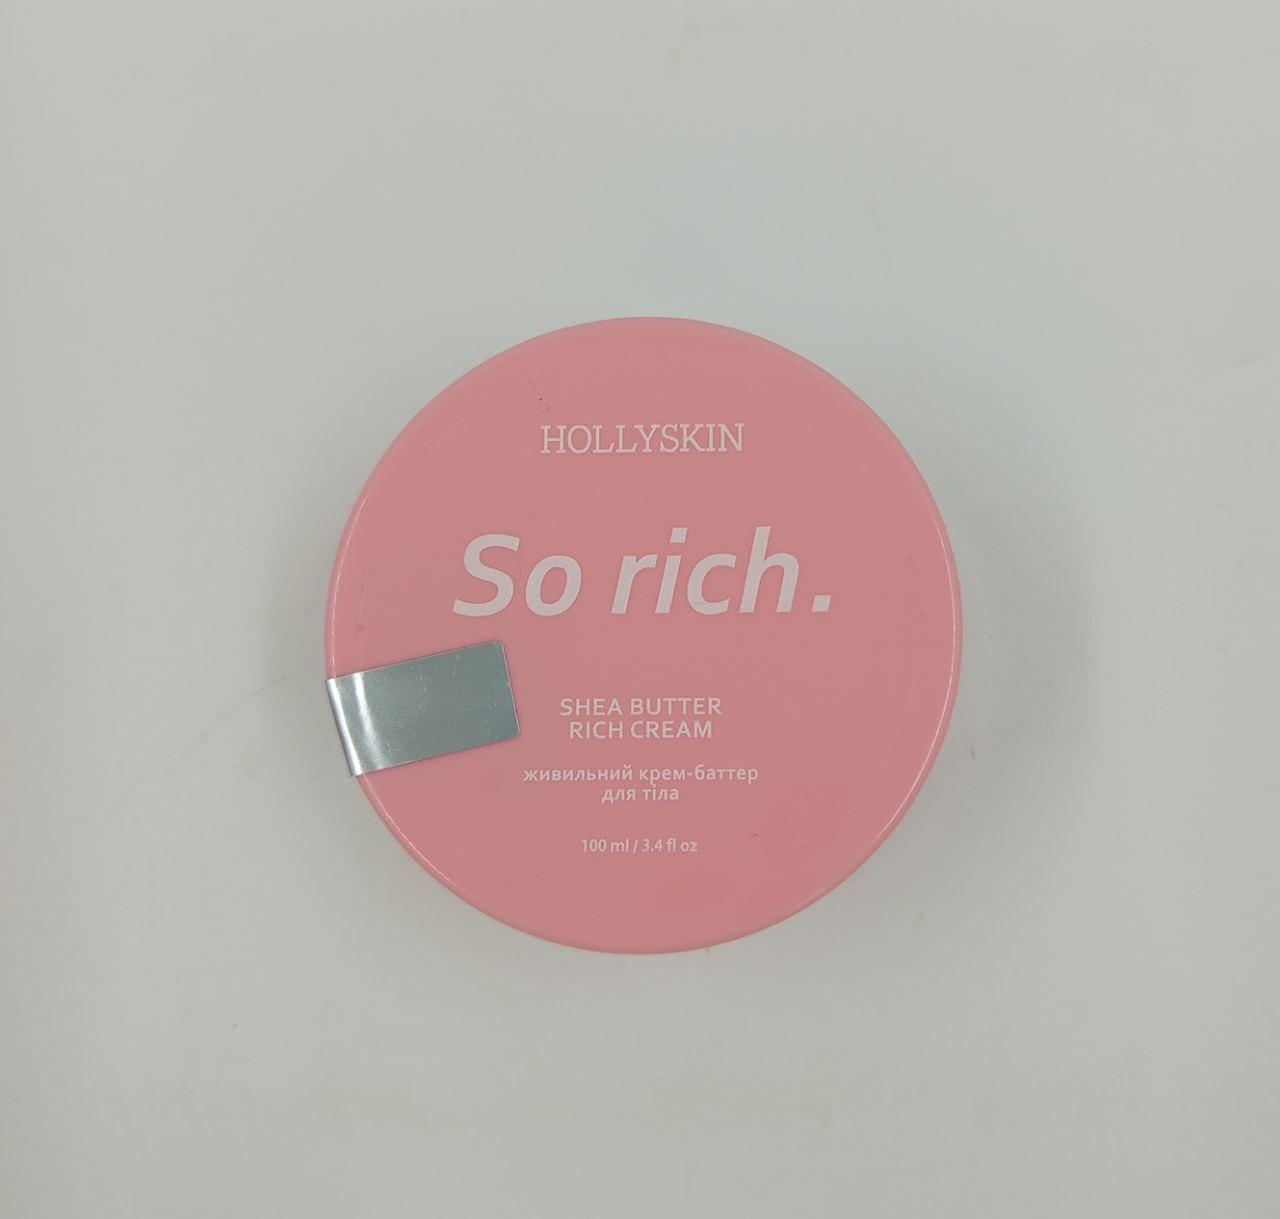 HOLLYSKIN
So rich.
SHEA BUTTER
RICH CREAM
живильний крем-баттер
для тіла
100 ml / 3.4 fl oz